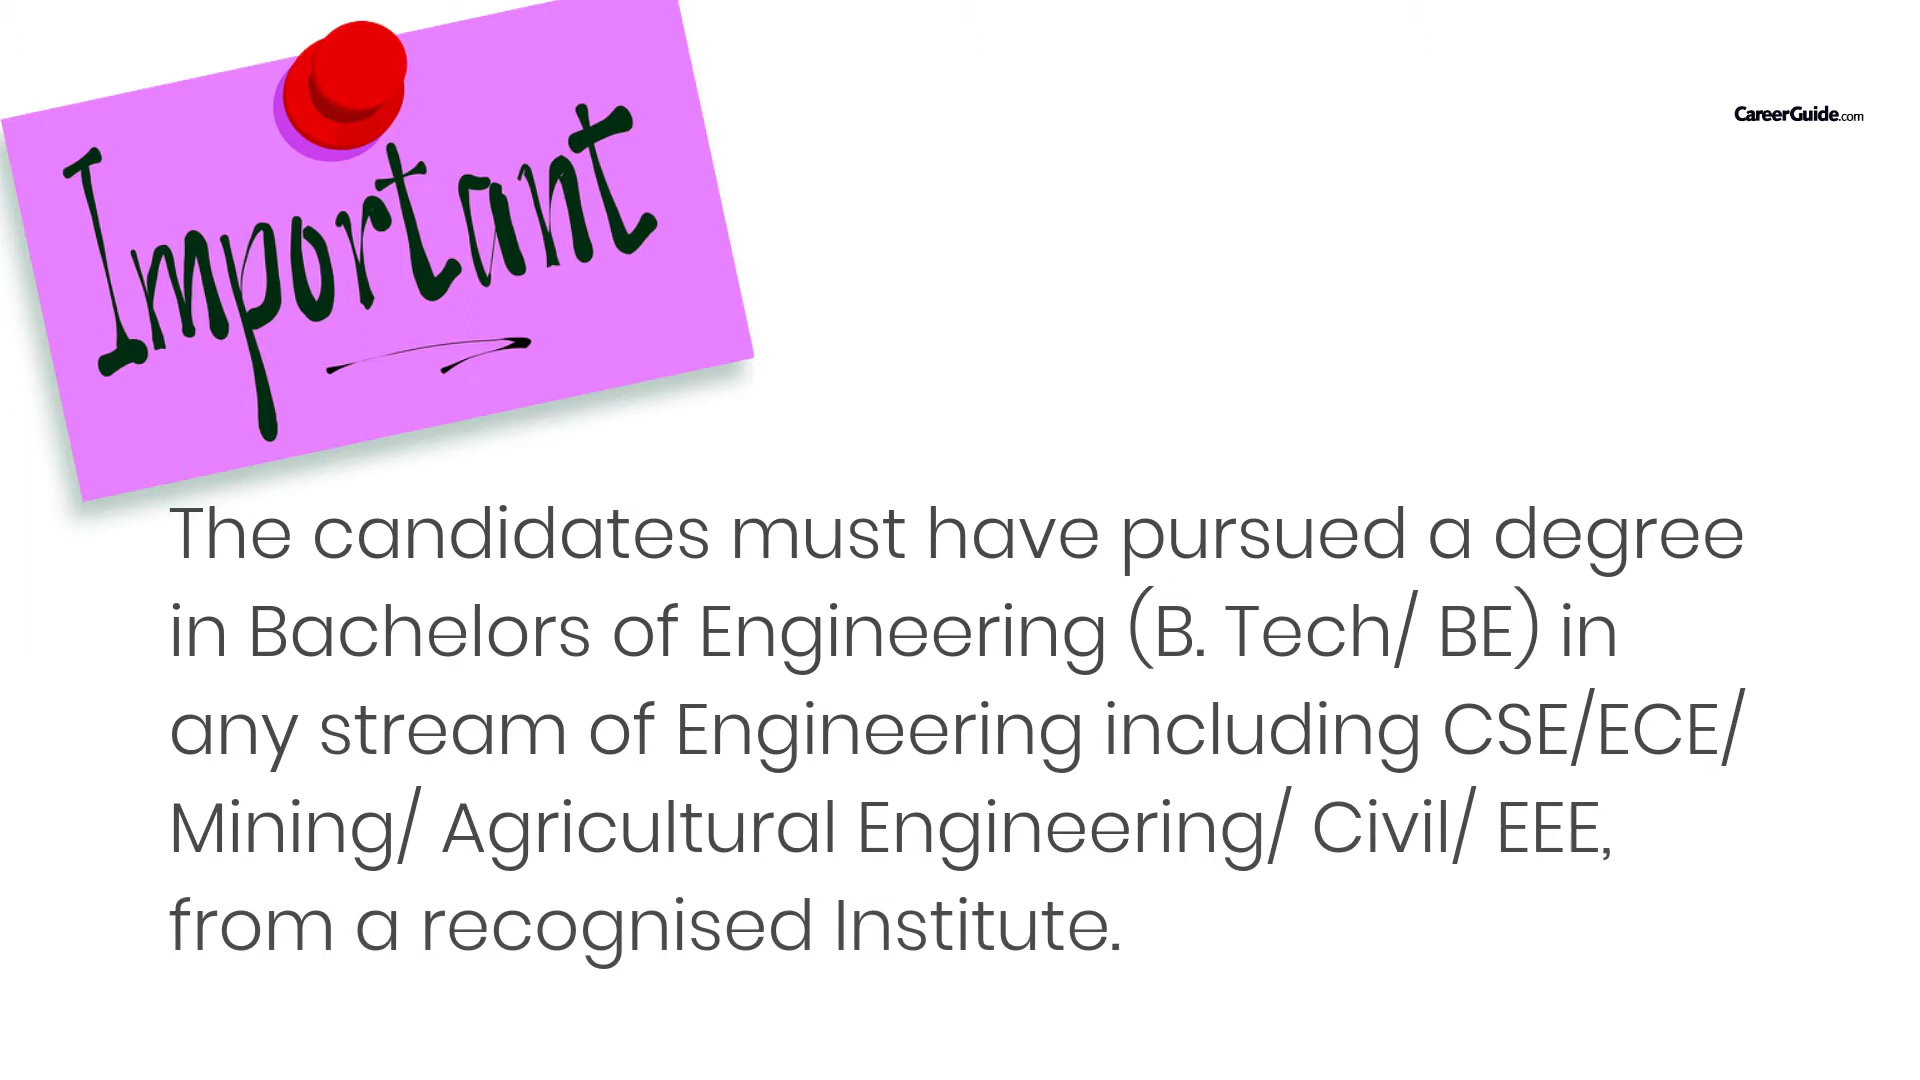 Important
CareerGuide.com
The candidates must have pursued a degree
in Bachelors of Engineering (B. Tech/ BE) in
any stream of Engineering including CSE/ECE/
Mining/ Agricultural Engineering/ Civil/ EEE,
from a recognised Institute.